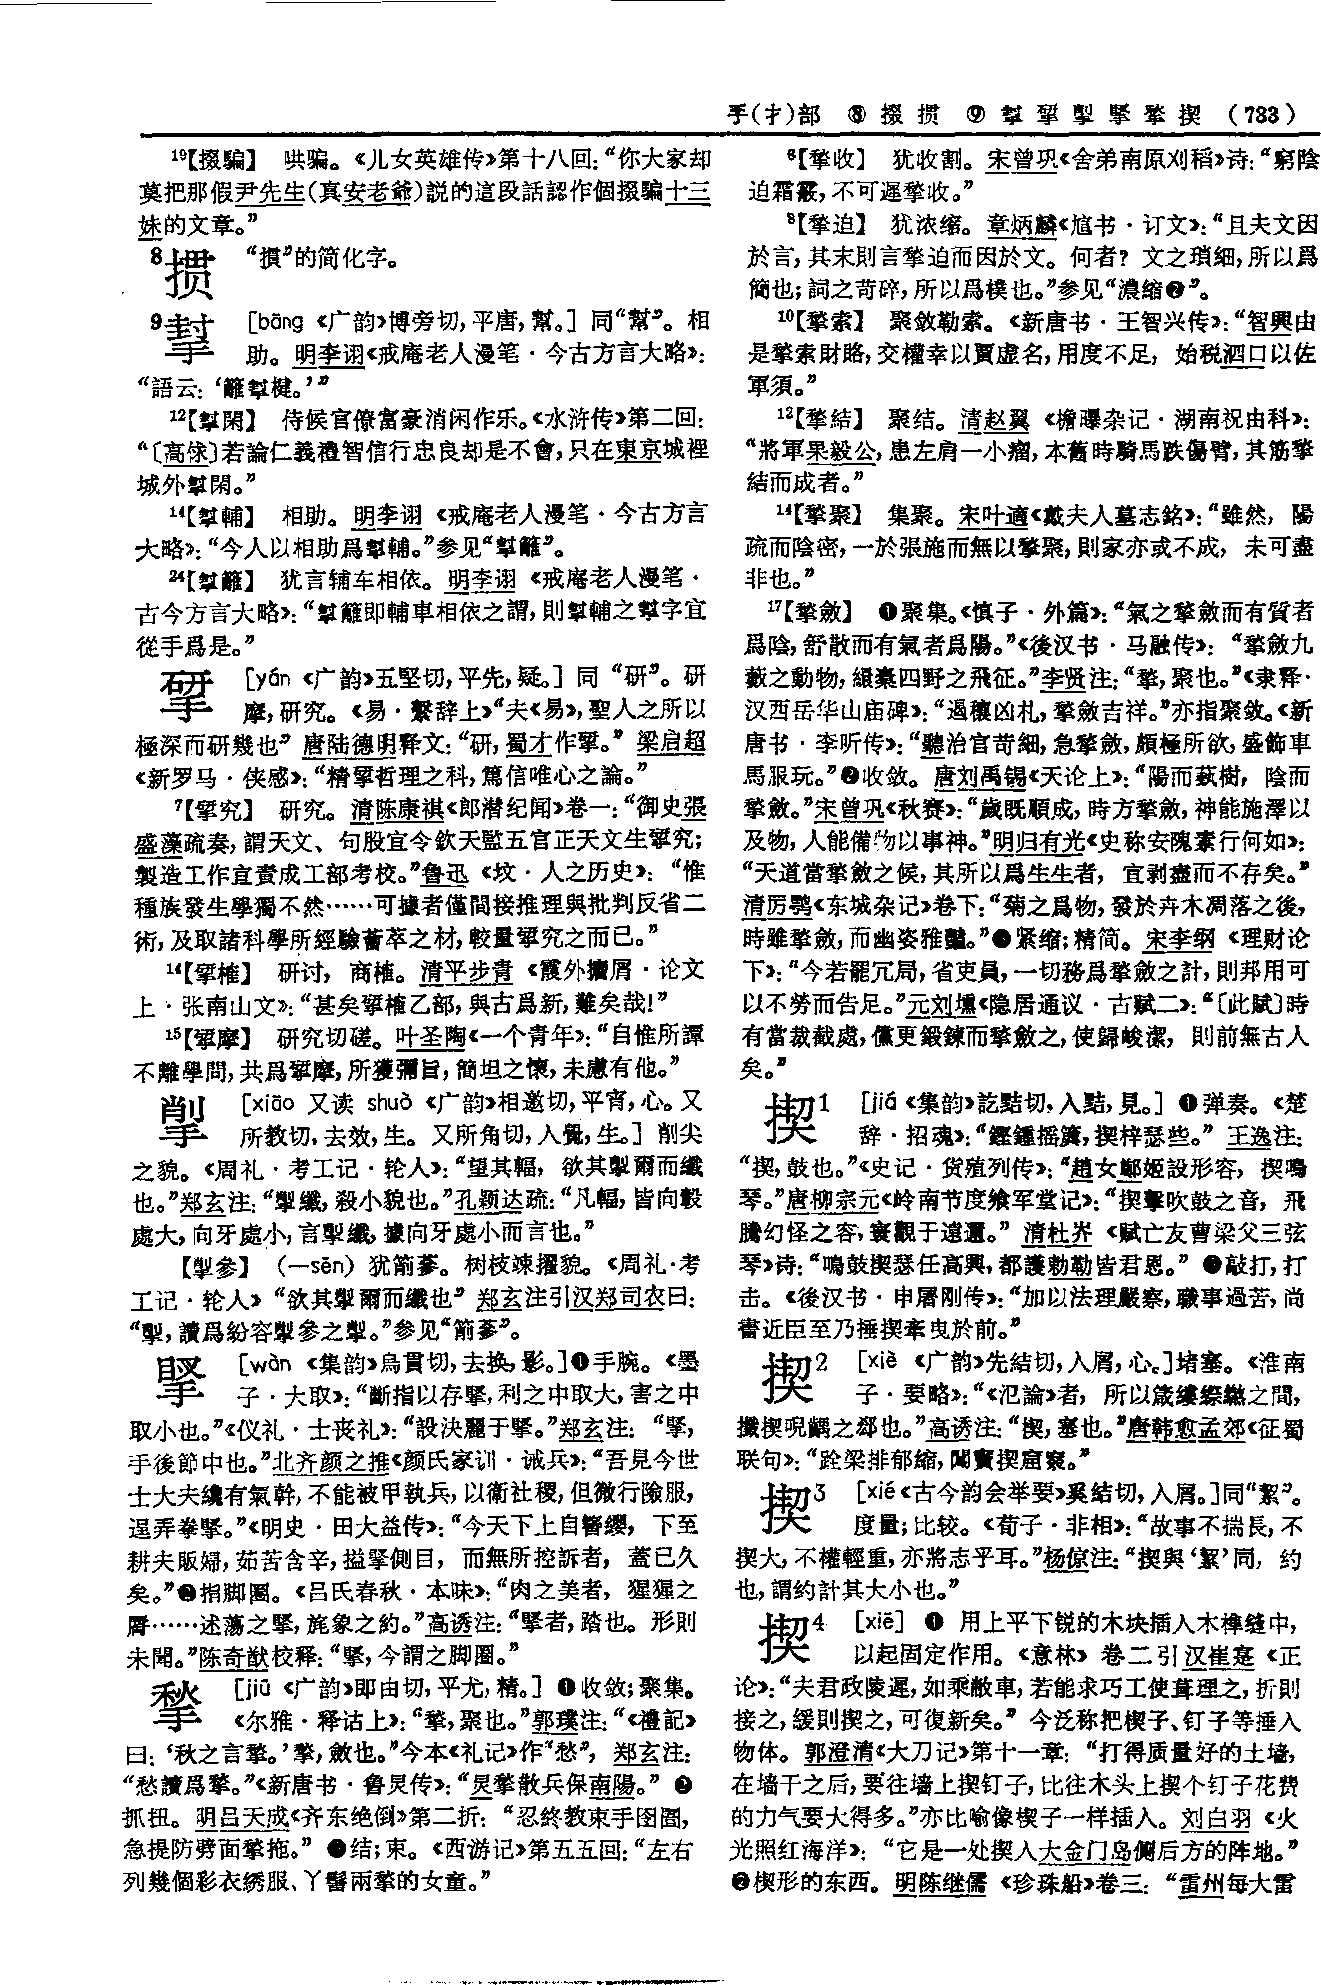 手(扌)部 ⑧ 掇 掼 ⑨ 㨍 揅 掣 掔 揫 揳 (733)
¹⁹【掇騙】 哄骗。《儿女英雄传》第十八回：“你大家却
莫把那假尹先生(真安老爺)説的這段話認作個掇騙十三
妹的文章。”
⁸掼 “摜”的简化字。
⁹㨍 [bāng《广韵》博旁切，平唐，幫。] 同“幫”。相
助。明李诩《戒庵老人漫笔·今古方言大略》：
12【㨍閑】 侍候官僚富豪消闲作乐。《水浒传》第二回：
“〔高俅〕若論仁義禮智信行忠良却是不會，只在東京城裡
城外㨍閑。”
14【㨍輔】 相助。明李诩《戒庵老人漫笔·今古方言
大略》：“今人以相助爲㨍輔。”
犹言辅车相依。明李诩《戒庵老人漫笔·
從手爲是。”
揅 [yán《广韵》五堅切，平先，疑。] 同“研”。研
摩，研究。《易·繫辞上》“夫《易》，聖人之所以
極深而研幾也”唐陆德明释文：“研，蜀才作揅。”梁启超
《新罗马·侠感》：“精揅哲理之科，篤信唯心之論。”
7【揅究】 研究。清陈康祺《郎潜纪闻》卷一：“御史張
盛藻疏奏，謂天文、句股宜令欽天監五官正天文生揅究；
製造工作宜責成工部考校。”鲁迅《坟·人之历史》：“惟
種族發生學獨不然……可據者僅間接推理與批判反省二
術，及取諸科學所經驗薈萃之材，較量揅究之而已。”
14【揅榷】 研讨，商榷。清平步青《霞外攟屑·论文
上·张南山文》：“甚矣揅榷乙部，與古爲新，難矣哉！”
15【揅摩】 研究切磋。叶圣陶《一个青年》：“自惟所譚
不離學問，共爲揅摩，所獲彌旨，簡坦之懷，未慮有他。”
[xiāo 又读 shuò《广韵》相邀切，平宵，心。又
所教切，去效，生。又所角切，入覺，生。] 削尖
之貌。《周礼·考工记·轮人》：“望其輻，欲其掣爾而纖
也。”郑玄注：“掣纖，殺小貌也。”孔颖达疏：“凡輻，皆向轂
處大，向牙處小，言掣纖，據向牙處小而言也。”
【掣參】 (—sēn) 犹箾蔘。树枝竦擢貌。《周礼·考
工记·轮人》“欲其掣爾而纖也”郑玄注引汉郑司农曰：
“掣，讀爲紛容掣參之掣。”参见“箾蔘”。
掔 [wàn《集韵》烏貫切，去换，影。]❶手腕。《墨
子·大取》：“斷指以存掔，利之中取大，害之中
取小也。”《仪礼·士丧礼》：“設決麗于掔。”郑玄注：“掔，
手後節中也。”北齐颜之推《颜氏家训·诫兵》：“吾見今世
士大夫纔有氣幹，不能被甲執兵，以衛社稷，但微行險服，
逞弄拳掔。”《明史·田大益传》：“今天下上自簪纓，下至
耕夫販婦，茹苦含辛，搤掔側目，而無所控訴者，蓋已久
矣。”❷指脚圈。《吕氏春秋·本味》：“肉之美者，猩猩之
脣……述蕩之掔，旄象之約。”高诱注：“掔者，踏也。形則
未聞。”陈奇猷校释：“掔，今謂之脚圈。”
揫 [jiū《广韵》即由切，平尤，精。] ❶收敛；聚集。
《尔雅·释诂上》：“揫，聚也。”郭璞注：“《禮記》
曰：‘秋之言揫。’揫，斂也。”今本《礼记》作“愁”，郑玄注：
“愁讀爲揫。”《新唐书·鲁炅传》：“炅揫散兵保南陽。”❷
抓扭。明吕天成《齐东绝倒》第二折：“忍終教束手囹圄，
急提防劈面揫拖。”❸结；束。《西游记》第五五回：“左右
列幾個彩衣綉服、丫髻兩揫的女童。”
6【揫收】 犹收割。宋曾巩《舍弟南原刈稻》诗：“窮陰
迫霜霰，不可遲揫收。”
8【揫迫】 犹浓缩。章炳麟《訄书·订文》：“且夫文因
於言，其末則言揫迫而因於文。何者？文之瑣細，所以爲
簡也；詞之苛碎，所以爲樸也。”参见“濃缩❷”。
10【揫索】 聚敛勒索。《新唐书·王智兴传》：“智興由
是揫索財賂，交權幸以賈虚名，用度不足，始税泗口以佐
軍須。”
12【揫結】 聚结。清赵翼《檐曝杂记·湖南祝由科》：
“將軍果毅公，患左肩一小瘤，本舊時騎馬跌傷臂，其筋揫
結而成者。”
14【揫聚】 集聚。宋叶適《戴夫人墓志銘》：“雖然，陽
疏而陰密，一於張施而無以揫聚，則家亦或不成，未可盡
非也。”
17【揫斂】 ❶聚集。《慎子·外篇》：“氣之揫斂而有質者
爲陰，舒散而有氣者爲陽。”《後汉书·马融传》：“揫斂九
藪之動物，繯橐四野之飛征。”李贤注：“揫，聚也。”《隶释·
汉西岳华山庙碑》：“遏禳凶札，揫斂吉祥。”亦指聚敛。《新
唐书·李听传》：“聽治官苛細，急揫斂，頗極所欲，盛飾車
馬服玩。”❷收敛。唐刘禹锡《天论上》：“陽而蓺樹，陰而
揫斂。”宋曾巩《秋赛》：“歲既順成，時方揫斂，神能施澤以
及物，人能備物以事神。”明归有光《史称安隗素行何如》：
“天道當揫斂之候，其所以爲生生者，宜剥盡而不存矣。”
清厉鹗《东城杂记》卷下：“菊之爲物，發於卉木凋落之後，
時雖揫斂，而幽姿雅豔。”❸紧缩；精简。宋李纲《理财论
下》：“今若罷冗局，省吏員，一切務爲揫斂之計，則邦用可
以不勞而告足。”元刘壎《隐居通议·古赋二》：“〔此賦〕時
有當裁截處，儻更鍛鍊而揫斂之，使歸峻潔，則前無古人
矣。”
揳¹ [jiá《集韵》訖黠切，入黠，見。] ❶弹奏。《楚
辞·招魂》：“鏗鍾摇簴，揳梓瑟些。”王逸注：
“揳，鼓也。”《史记·货殖列传》：“趙女鄭姬設形容，揳鳴
琴。”唐柳宗元《岭南节度飨军堂记》：“揳擊吹鼓之音，飛
騰幻怪之容，寰觀于遠邇。”清杜岕《赋亡友曹梁父三弦
琴》诗：“鳴鼓揳瑟任高興，都護勅勒皆君恩。”❷敲打，打
击。《後汉书·申屠刚传》：“加以法理嚴察，職事過苦，尚
書近臣至乃捶揳牽曳於前。”
揳² [xiè《广韵》先結切，入屑，心。]堵塞。《淮南
子·要略》：“《氾論》者，所以箴縷縩繺之間，
攕揳唲齵之郄也。”高诱注：“揳，塞也。”唐韩愈孟郊《征蜀
联句》：“跧梁排郁縮，闖竇揳窟窡。”
揳³ [xié《古今韵会举要》奚結切，入屑。]同“絜”。
度量；比较。《荀子·非相》：“故事不揣長，不
揳大，不權輕重，亦將志乎耳。”杨倞注：“揳與‘絜’同，約
也，謂約計其大小也。”
揳⁴ [xiē] ❶ 用上平下锐的木块插入木榫缝中，
以起固定作用。《意林》卷二引汉崔寔《正
论》：“夫君政陵遲，如乘敝車，若能求巧工使葺理之，折則
接之，緩則揳之，可復新矣。”今泛称把楔子、钉子等捶入
物体。郭澄清《大刀记》第十一章：“打得质量好的土墙，
在墙干之后，要往墙上揳钉子，比往木头上揳个钉子花费
的力气要大得多。”亦比喻像楔子一样插入。刘白羽《火
光照红海洋》：“它是一处揳入大金门岛侧后方的阵地。”
❷楔形的东西。明陈继儒《珍珠船》卷三：“雷州每大雷